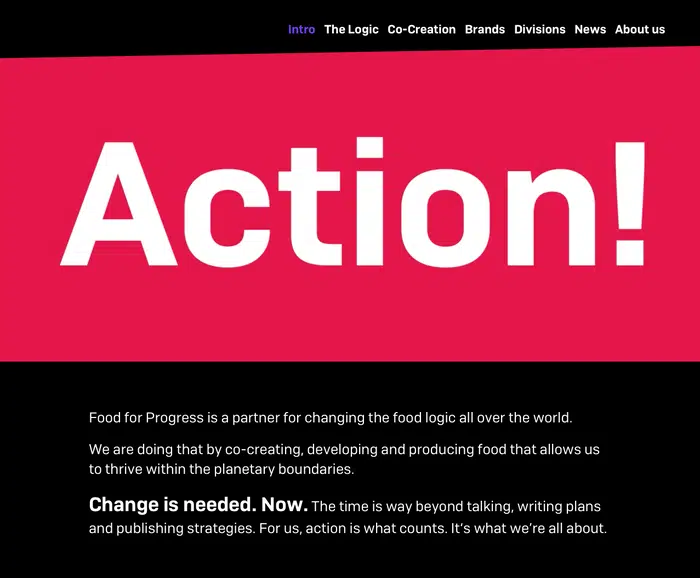 Intro The Logic Co-Creation Brands Divisions News About us
Action!
Food for Progress is a partner for changing the food logic all over the world.
We are doing that by co-creating, developing and producing food that allows us
to thrive within the planetary boundaries.
Change is needed. Now. The time is way beyond talking, writing plans
and publishing strategies. For us, action is what counts. It’s what we’re all about.